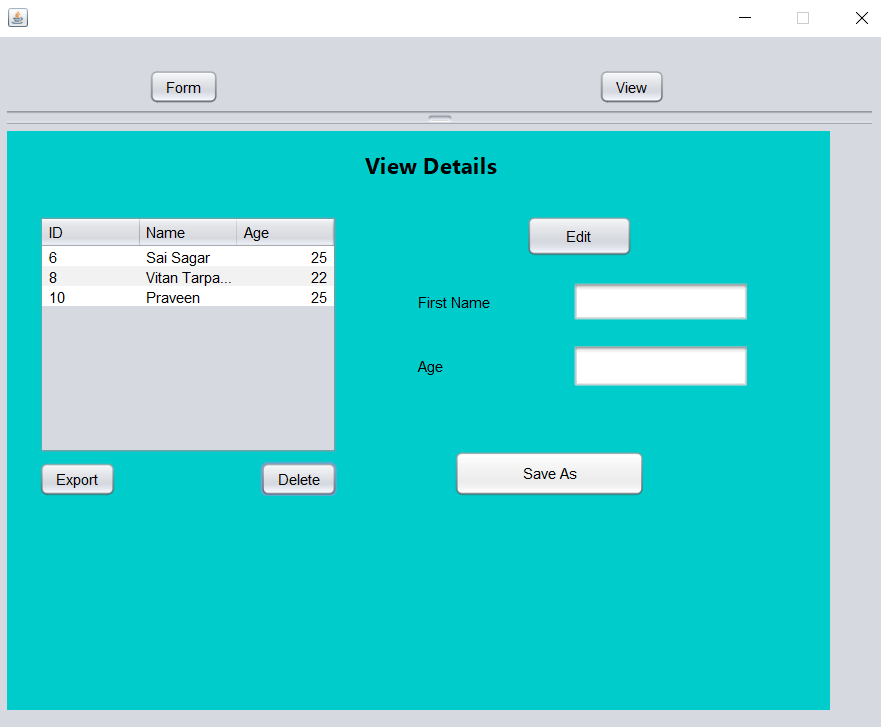 Form View
View Details
ID Name Age
6 Sai Sagar 25
8 Vitan Tarpa... 22
10 Praveen 25
Export Delete
Edit
First Name
Age
Save As